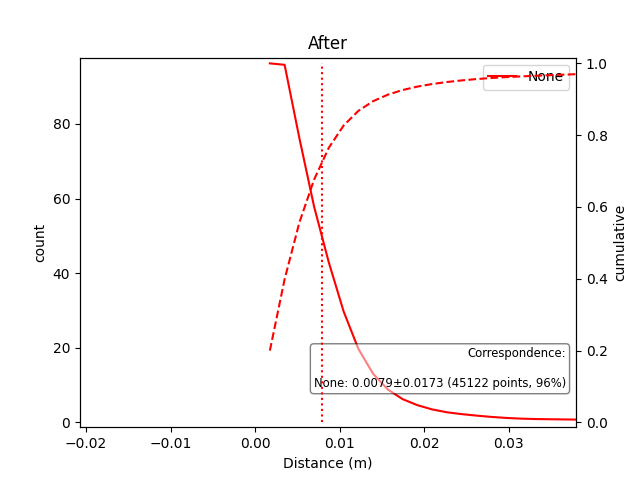 After
None
count
cumulative
80
60
40
20
0
1.0
0.8
0.6
0.4
0.2
0.0
Correspondence:
None: 0.0079±0.0173 (45122 points, 96%)
−0.02
−0.01
0.00
0.01
0.02
0.03
Distance (m)